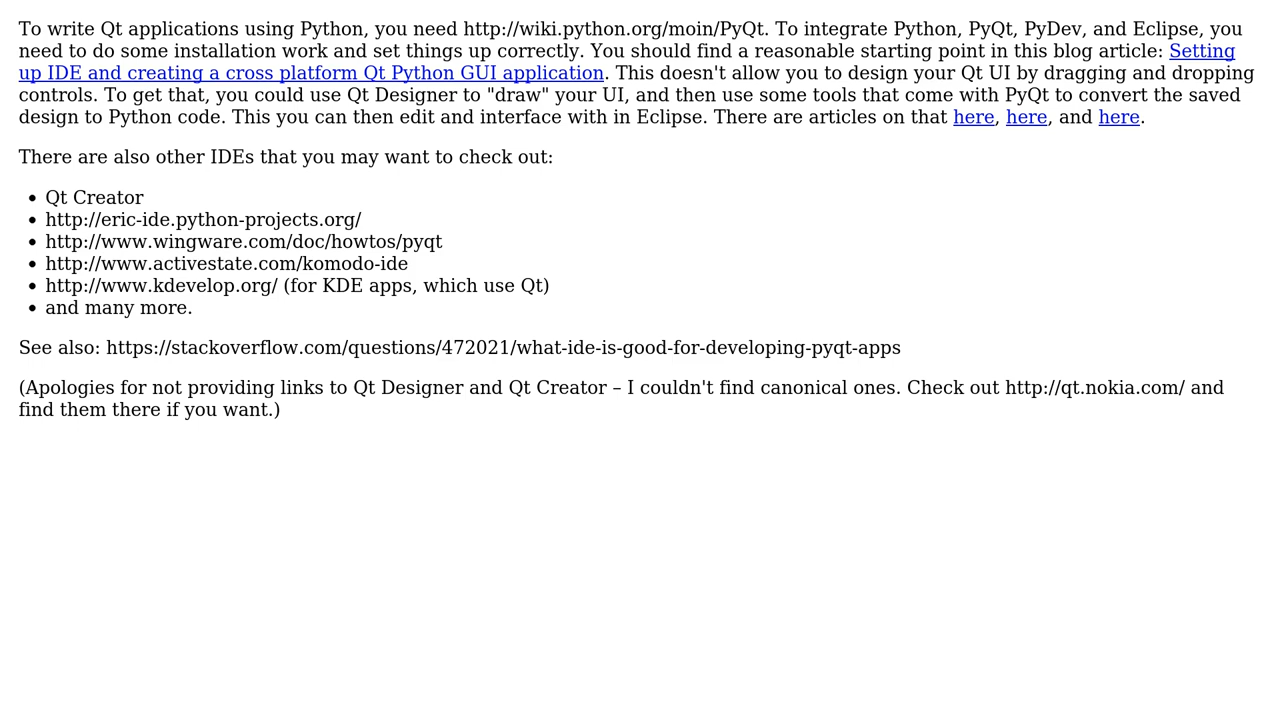 To write Qt applications using Python, you need http://wiki.python.org/moin/PyQt. To integrate Python, PyQt, PyDev, and Eclipse, you
need to do some installation work and set things up correctly. You should find a reasonable starting point in this blog article: Setting
up IDE and creating a cross platform Qt Python GUI application. This doesn't allow you to design your Qt UI by dragging and dropping
controls. To get that, you could use Qt Designer to "draw" your UI, and then use some tools that come with PyQt to convert the saved
design to Python code. This you can then edit and interface with in Eclipse. There are articles on that here, here, and here.
There are also other IDEs that you may want to check out:
• Qt Creator
• http://eric-ide.python-projects.org/
• http://www.wingware.com/doc/howtos/pyqt
• http://www.activestate.com/komodo-ide
• http://www.kdevelop.org/ (for KDE apps, which use Qt)
• and many more.
See also: https://stackoverflow.com/questions/472021/what-ide-is-good-for-developing-pyqt-apps
(Apologies for not providing links to Qt Designer and Qt Creator – I couldn't find canonical ones. Check out http://qt.nokia.com/ and
find them there if you want.)